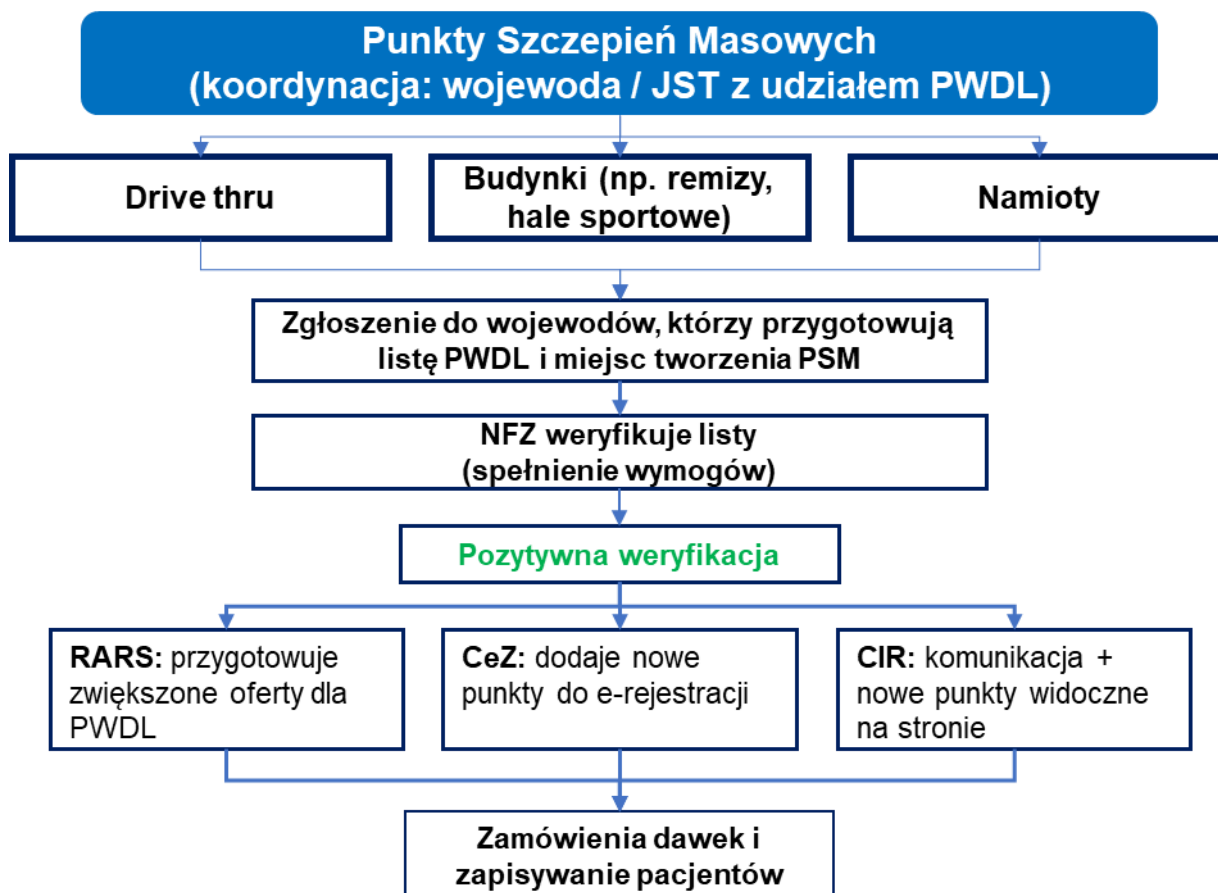 Punkty Szczepień Masowych
(koordynacja: wojewoda / JST z udziałem PWDL)
Drive thru
Budynki (np. remizy,
hale sportowe)
Namioty
Zgłoszenie do wojewodów, którzy przygotowują
listę PWDL i miejsc tworzenia PSM
NFZ weryfikuje listy
(spełnienie wymogów)
Pozytywna weryfikacja
RARS: przygotowuje
zwiększone oferty dla
PWDL
CeZ: dodaje nowe
punkty do e-rejestracji
CIR: komunikacja +
nowe punkty widoczne
na stronie
Zamówienia dawek i
zapisywanie pacjentów